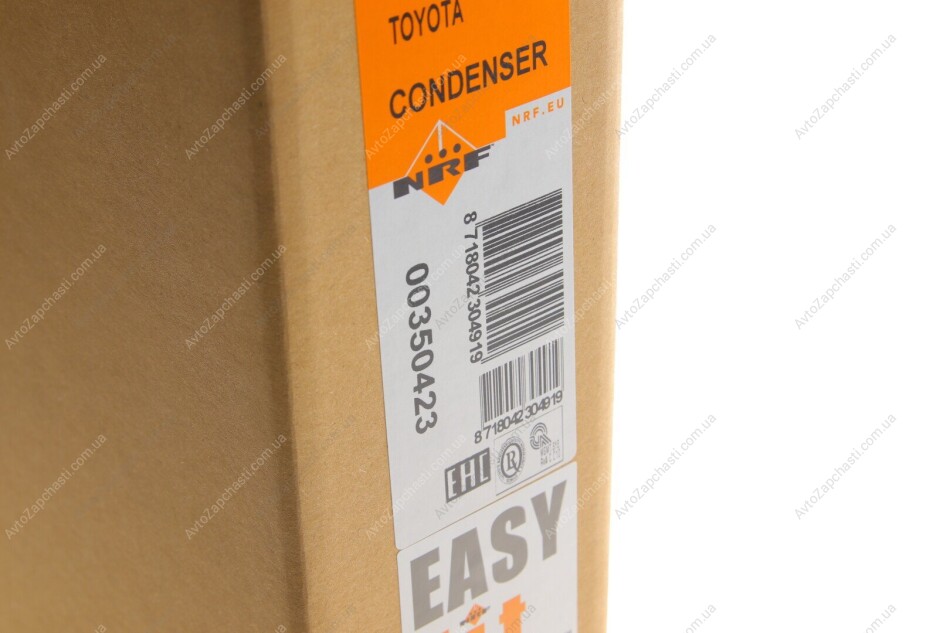 TOYOTA
CONDENSER
NRF.EU
NRF
8 718042 304919
00350423
8 718042 304919
EAC
R
EASY
AvtoZapchasti.com.ua